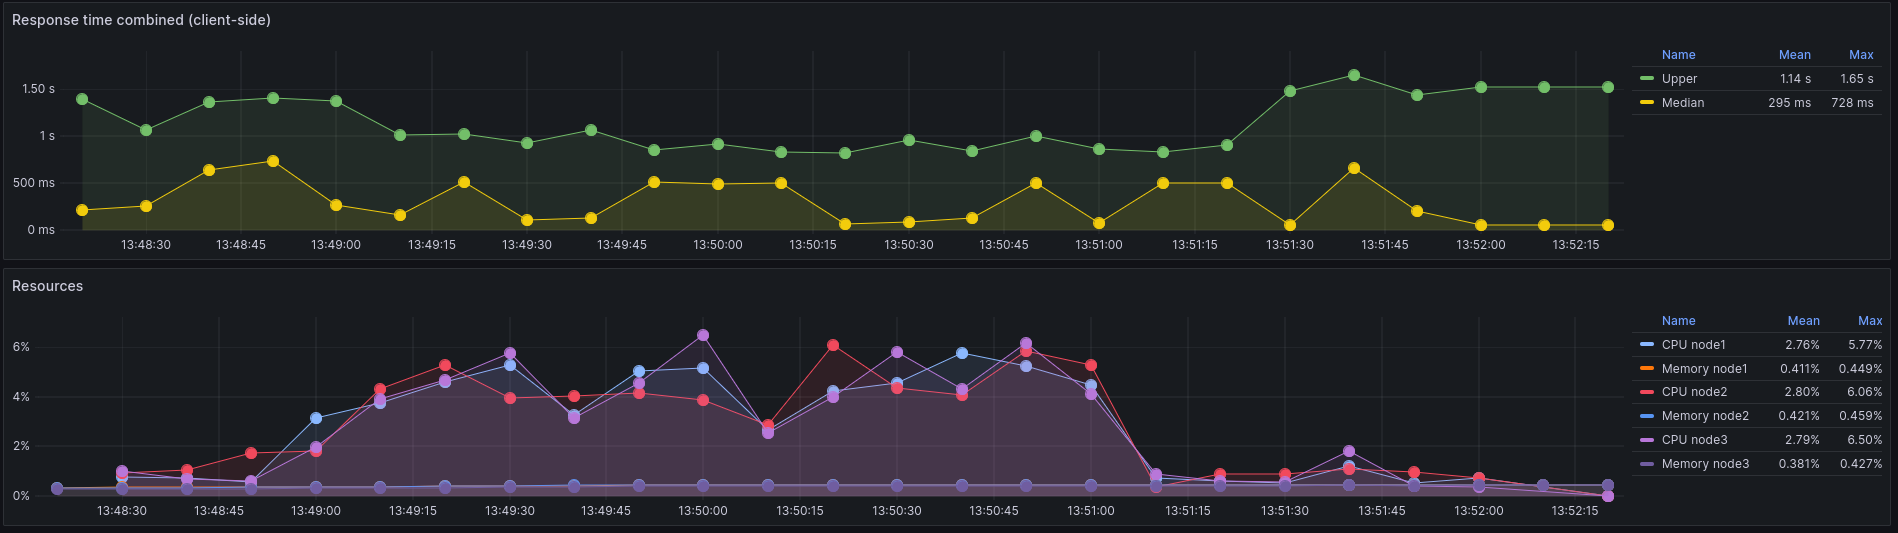 Response time combined (client-side)
Name Mean Max
Upper 1.14 s 1.65 s
Median 295 ms 728 ms
1.50 s
1 s
500 ms
0 ms
13:48:30 13:48:45 13:49:00 13:49:15 13:49:30 13:49:45 13:50:00 13:50:15 13:50:30 13:50:45 13:51:00 13:51:15 13:51:30 13:51:45 13:52:00 13:52:15
Resources
Name Mean Max
CPU node1 2.76% 5.77%
Memory node1 0.411% 0.449%
CPU node2 2.80% 6.06%
Memory node2 0.421% 0.459%
CPU node3 2.79% 6.50%
Memory node3 0.381% 0.427%
6%
4%
2%
0%
13:48:30 13:48:45 13:49:00 13:49:15 13:49:30 13:49:45 13:50:00 13:50:15 13:50:30 13:50:45 13:51:00 13:51:15 13:51:30 13:51:45 13:52:00 13:52:15